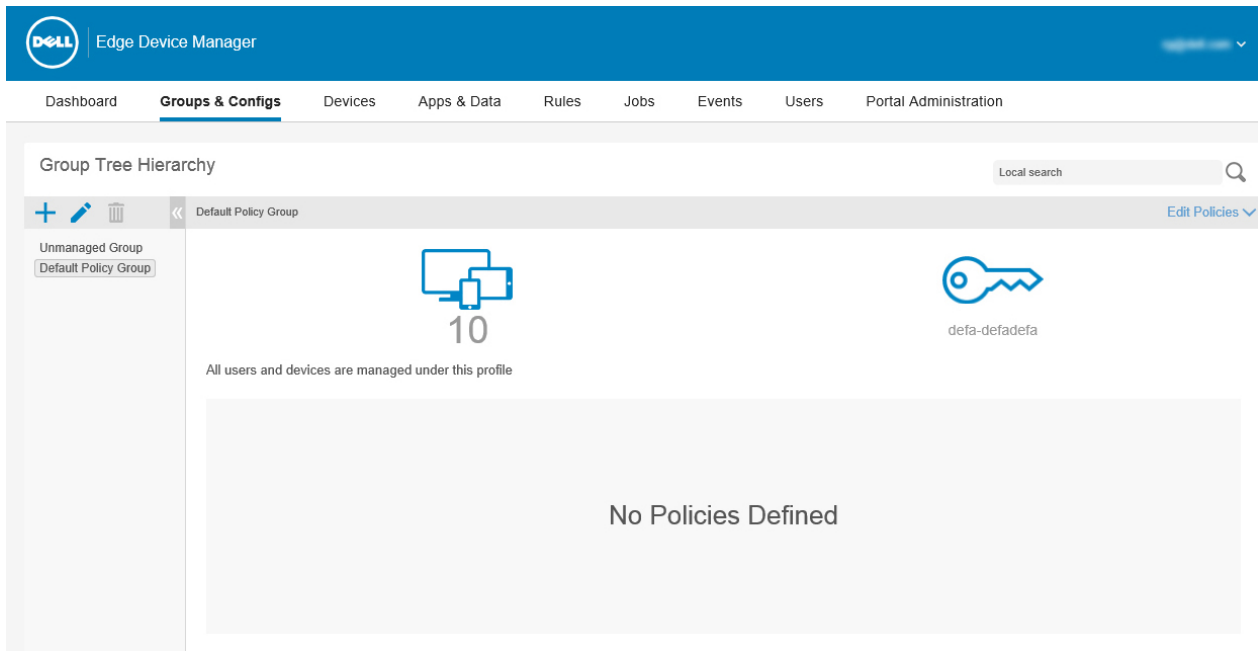 DELL
Edge Device Manager
Dashboard Groups & Configs Devices Apps & Data Rules Jobs Events Users Portal Administration
Group Tree Hierarchy
Local search
Default Policy Group
Edit Policies
Unmanaged Group
Default Policy Group
10
defa-defadefa
All users and devices are managed under this profile
No Policies Defined